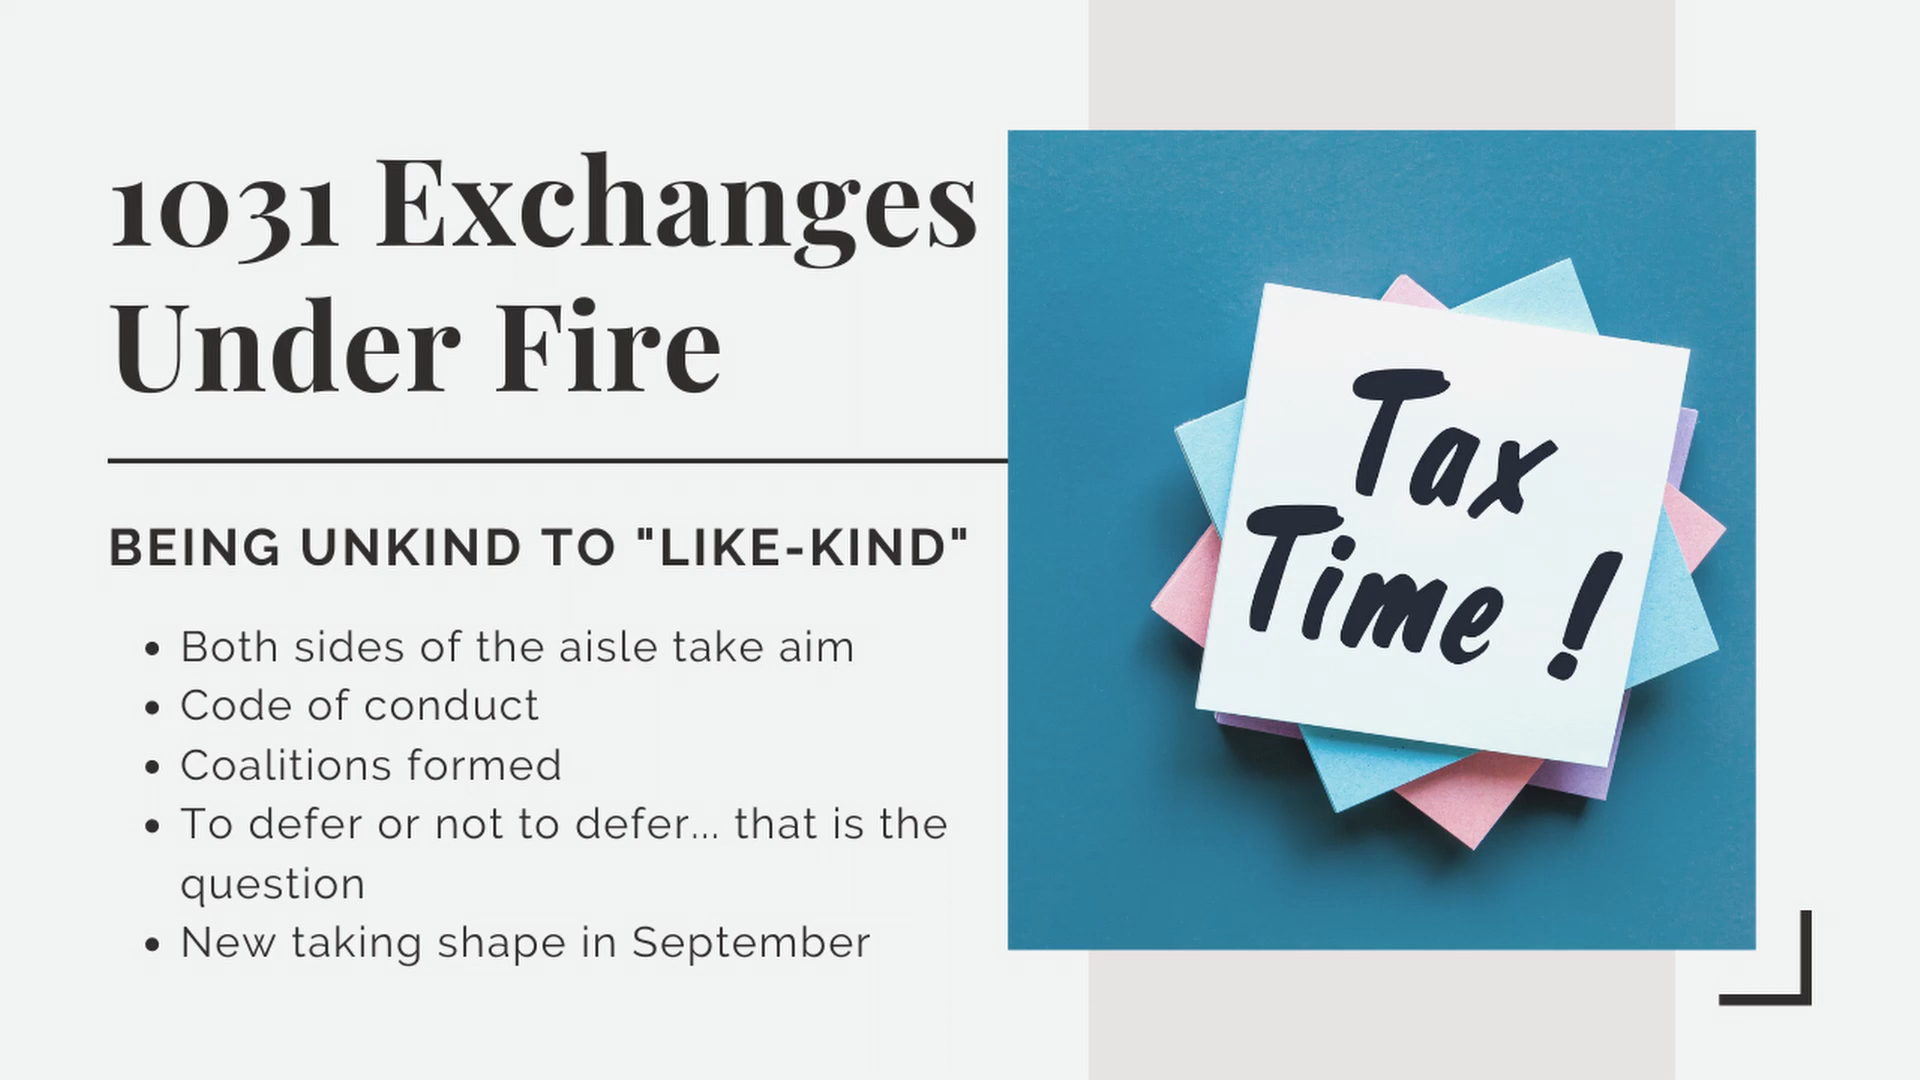 1031 Exchanges
Under Fire
BEING UNKIND TO "LIKE-KIND"
• Both sides of the aisle take aim
• Code of conduct
• Coalitions formed
• To defer or not to defer... that is the
question
• New taking shape in September
Tax
Time !